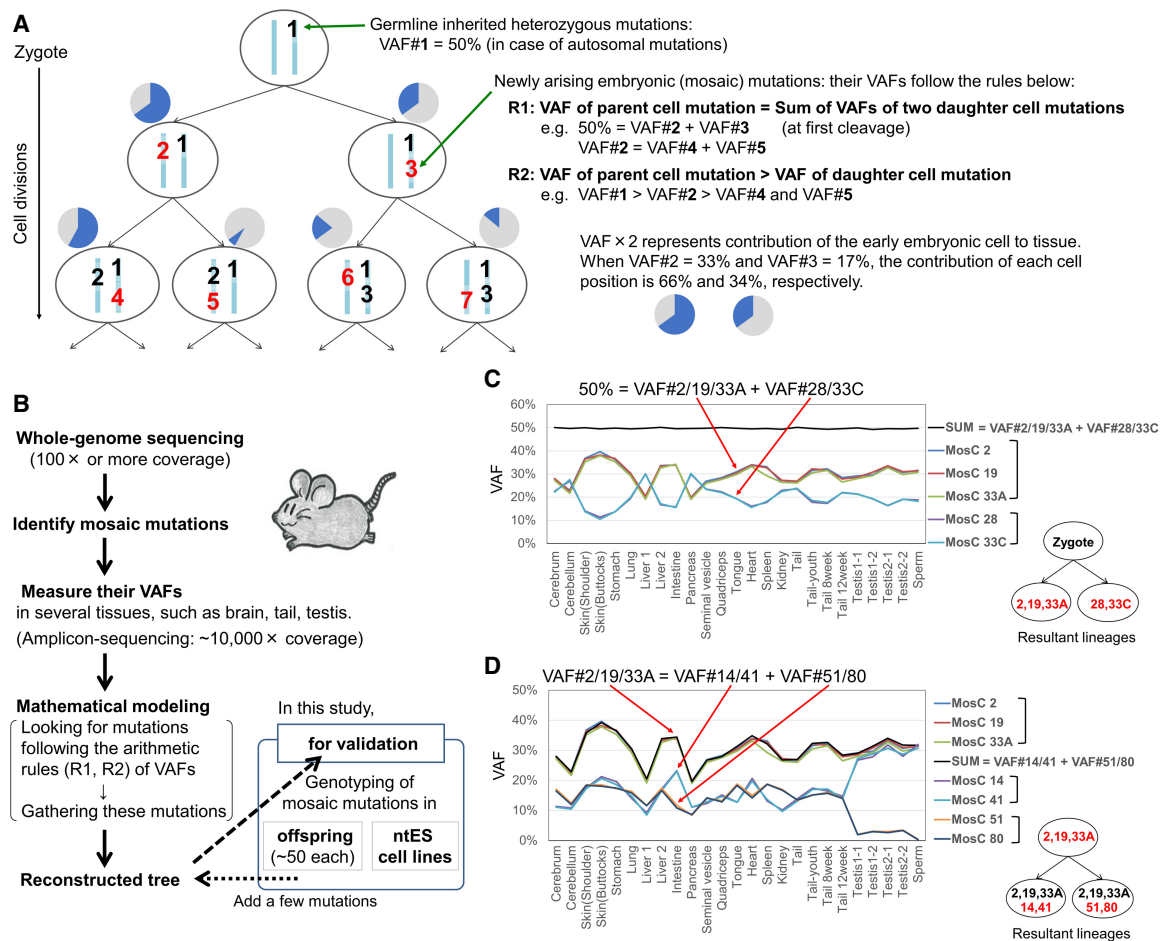 A
Zygote
Cell divisions
1
Germline inherited heterozygous mutations:
VAF#1 = 50% (in case of autosomal mutations)
Newly arising embryonic (mosaic) mutations: their VAFs follow the rules below:
R1: VAF of parent cell mutation = Sum of VAFs of two daughter cell mutations
e.g. 50% = VAF#2 + VAF#3 (at first cleavage)
VAF#2 = VAF#4 + VAF#5
R2: VAF of parent cell mutation > VAF of daughter cell mutation
e.g. VAF#1 > VAF#2 > VAF#4 and VAF#5
VAF×2 represents contribution of the early embryonic cell to tissue.
When VAF#2 = 33% and VAF#3 = 17%, the contribution of each cell
position is 66% and 34%, respectively.
2 1
1
3
2 1
4
2 1
5
6 1
3
1
7 3
B
Whole-genome sequencing
(100× or more coverage)
Identify mosaic mutations
Measure their VAFs
in several tissues, such as brain, tail, testis.
(Amplicon-sequencing: ~10,000× coverage)
Mathematical modeling
Looking for mutations
following the arithmetic
rules (R1, R2) of VAFs
↓
Gathering these mutations
Reconstructed tree
In this study,
for validation
Genotyping of
mosaic mutations in
offspring
(~50 each)
ntES
cell lines
Add a few mutations
C
50% = VAF#2/19/33A + VAF#28/33C
VAF
60%
50%
40%
30%
20%
10%
0%
Cerebrum
Cerebellum
Skin(Shoulder)
Skin(Buttocks)
Stomach
Lung
Liver 1
Liver 2
Intestine
Pancreas
Seminal vesicle
Quadriceps
Tongue
Heart
Spleen
Kidney
Tail
Tail-youth
Tail 8week
Tail 12week
Testis1-1
Testis1-2
Testis2-1
Testis2-2
Sperm
SUM = VAF#2/19/33A + VAF#28/33C
MosC 2
MosC 19
MosC 33A
MosC 28
MosC 33C
Zygote
2,19,33A
28,33C
Resultant lineages
D
VAF#2/19/33A = VAF#14/41 + VAF#51/80
VAF
50%
40%
30%
20%
10%
0%
Cerebrum
Cerebellum
Skin(Shoulder)
Skin(Buttocks)
Stomach
Lung
Liver 1
Liver 2
Intestine
Pancreas
Seminal vesicle
Quadriceps
Tongue
Heart
Spleen
Kidney
Tail
Tail-youth
Tail 8week
Tail 12week
Testis1-1
Testis1-2
Testis2-1
Testis2-2
Sperm
MosC 2
MosC 19
MosC 33A
SUM = VAF#14/41 + VAF#51/80
MosC 14
MosC 41
MosC 51
MosC 80
2,19,33A
2,19,33A
14,41
2,19,33A
51,80
Resultant lineages